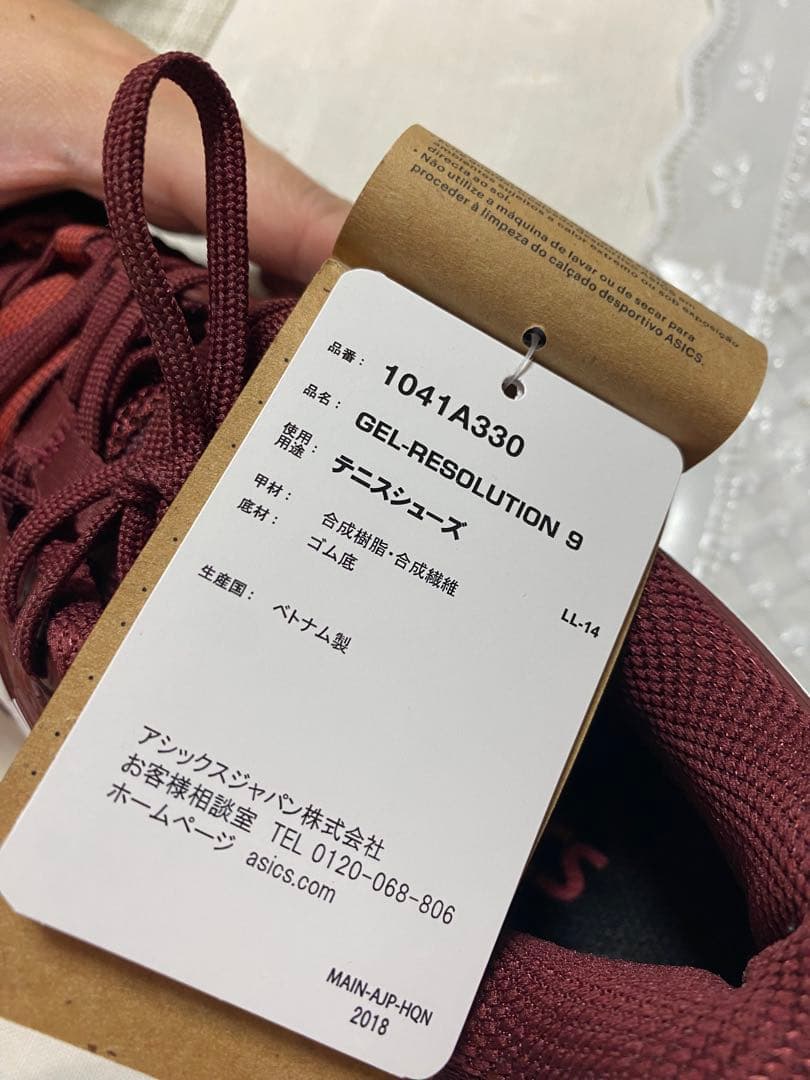 directa ao sol.
• Não utilize a máquina de lavar ou de secar para
proceder à limpeza do calçado desportivo ASICS.
品番： 1041A330
品名： GEL-RESOLUTION 9
使用用途： テニスシューズ
甲材： 合成樹脂・合成繊維
底材： ゴム底
LL-14
生産国： ベトナム製
アシックスジャパン株式会社
お客様相談室 TEL 0120-068-806
ホームページ asics.com
MAIN-AJP-HQN
2018